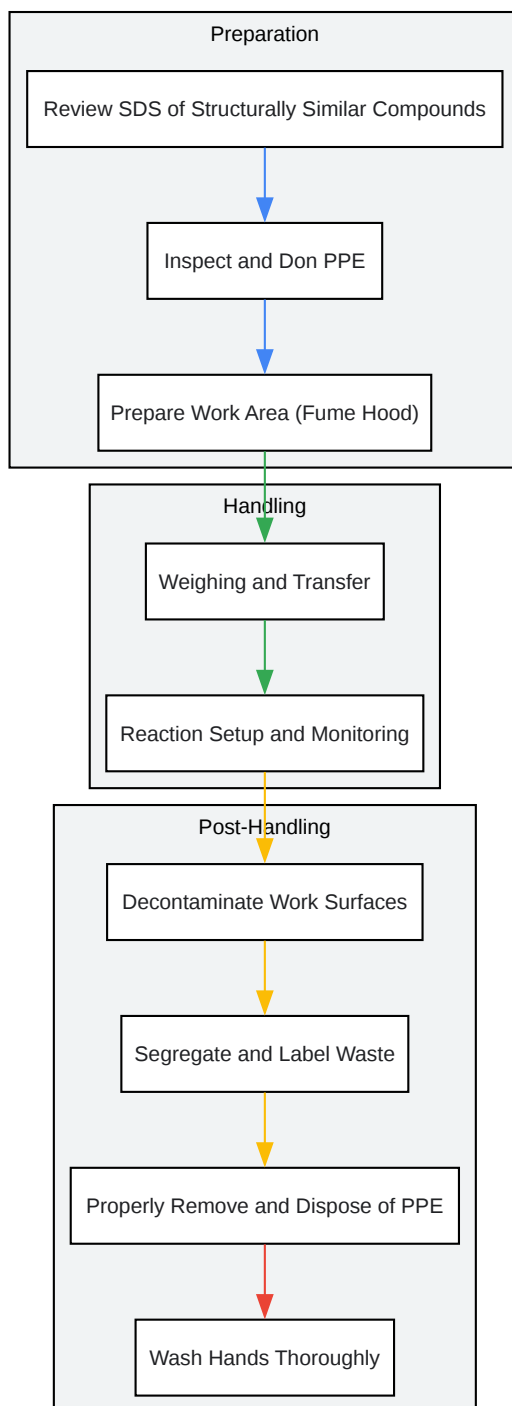 Preparation
Review SDS of Structurally Similar Compounds
Inspect and Don PPE
Prepare Work Area (Fume Hood)
Handling
Weighing and Transfer
Reaction Setup and Monitoring
Post-Handling
Decontaminate Work Surfaces
Segregate and Label Waste
Properly Remove and Dispose of PPE
Wash Hands Thoroughly